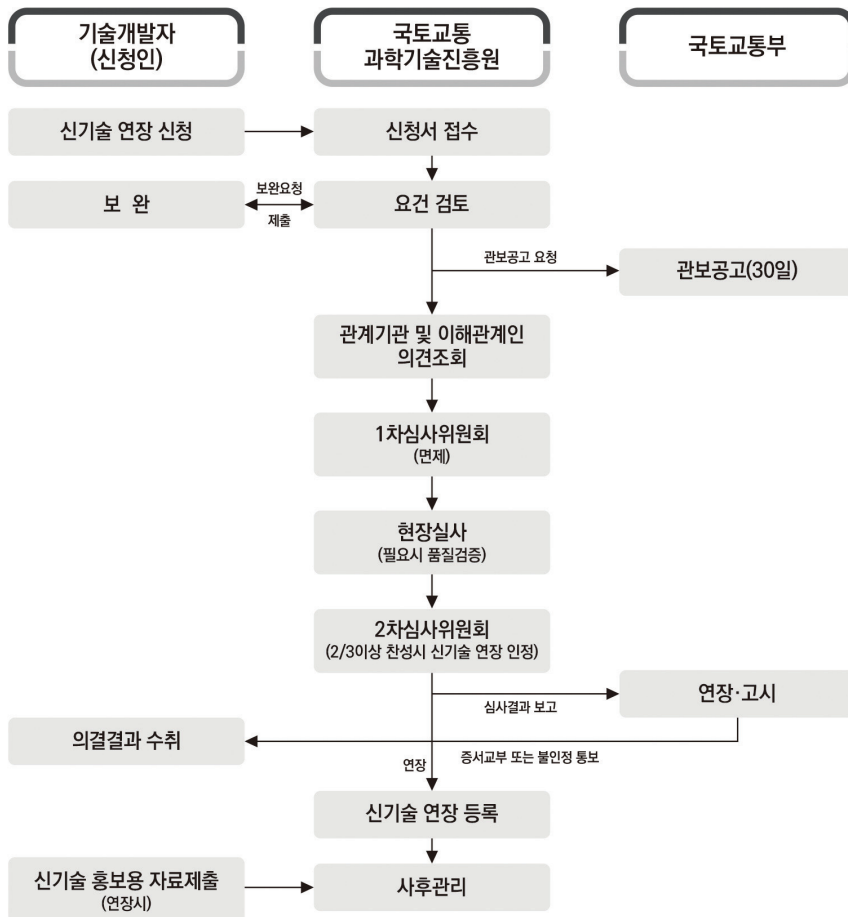 기술개발자
(신청인)
국토교통
과학기술진흥원
국토교통부
신기술 연장 신청
신청서 접수
보 완
보완요청
제출
요건 검토
관보공고 요청
관보공고(30일)
관계기관 및 이해관계인
의견조회
1차심사위원회
(면제)
현장실사
(필요시 품질검증)
2차심사위원회
(2/3이상 찬성시 신기술 연장 인정)
심사결과 보고
연장·고시
의결결과 수취
연장
증서교부 또는 불인정 통보
신기술 연장 등록
신기술 홍보용 자료제출
(연장시)
사후관리